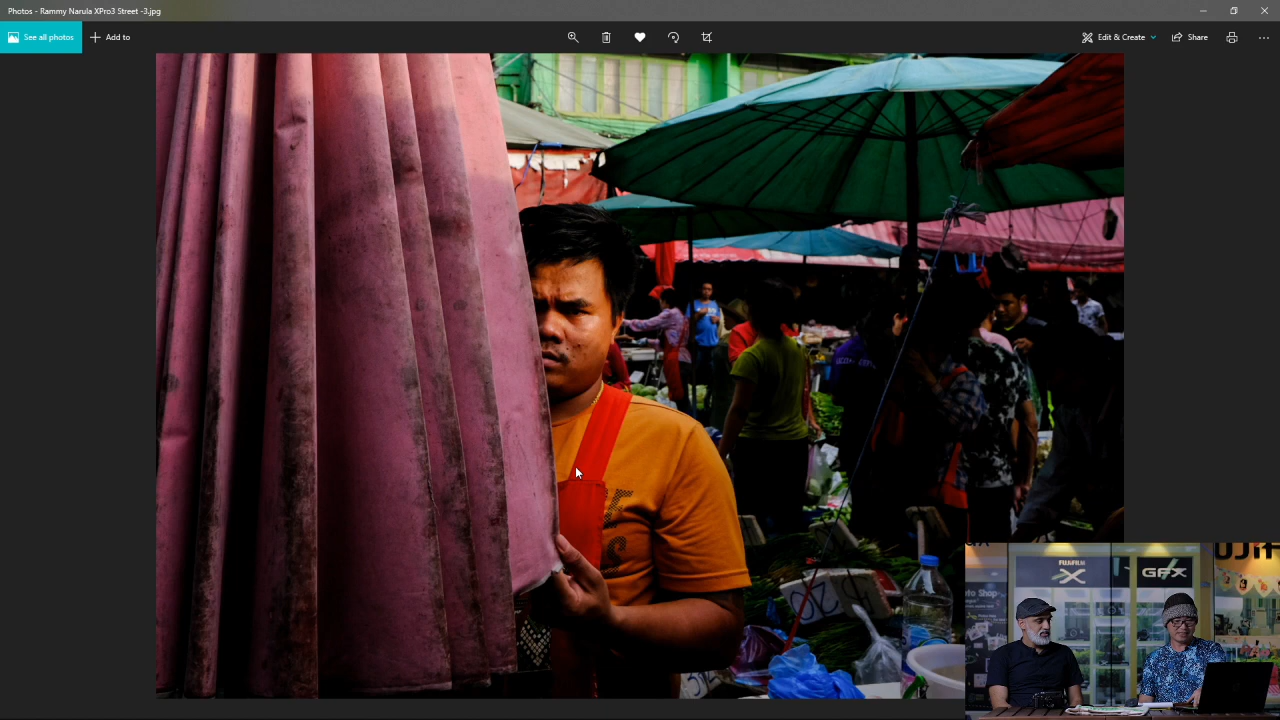 Photos - Rammy Narula XPro3 Street -3.jpg
See all photos
Add to
Edit & Create
Share
FUJIFILM
X
GFX